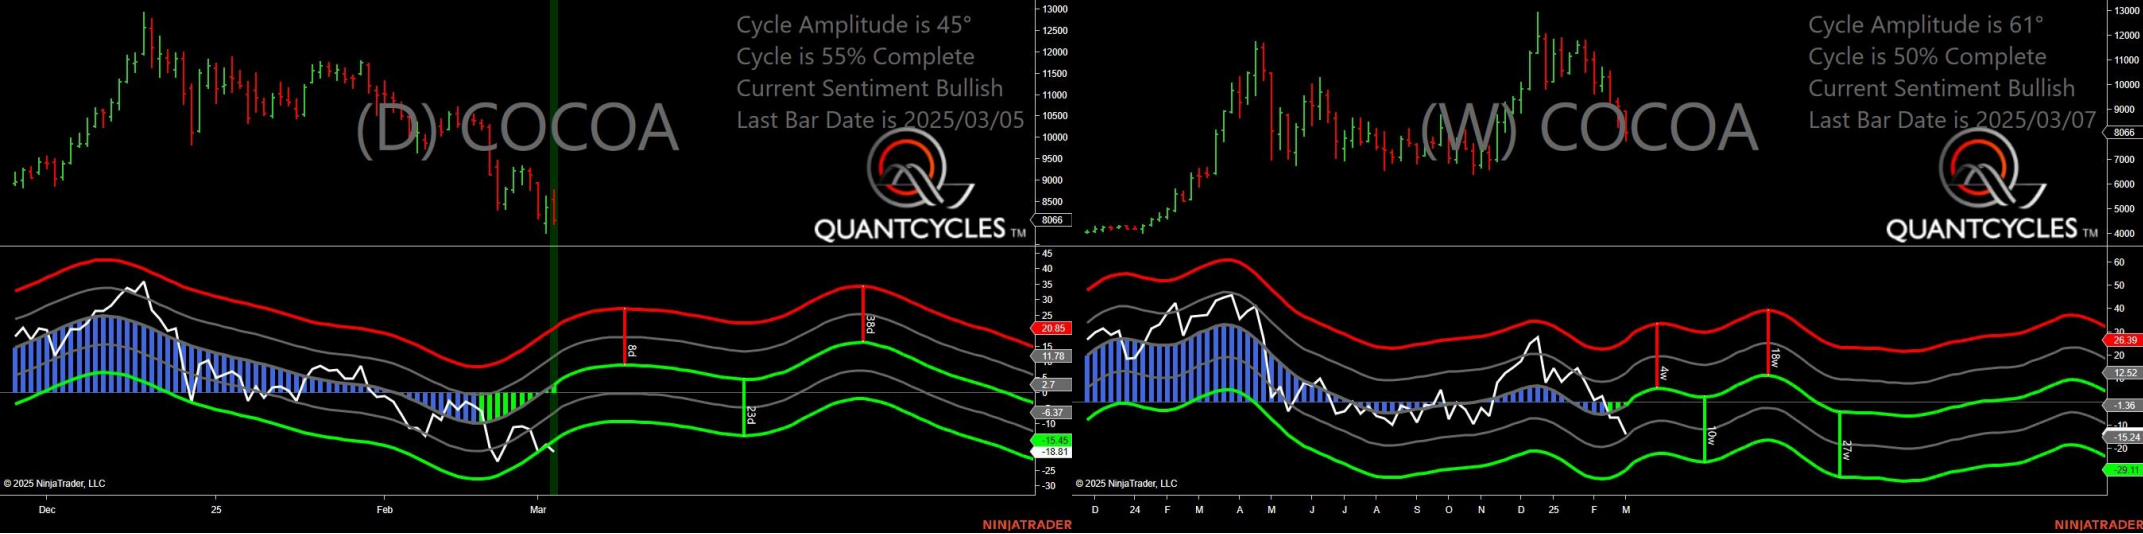 Cycle Amplitude is 45°
Cycle is 55% Complete
Current Sentiment Bullish
Last Bar Date is 2025/03/05
(D) COCOA
QUANTCYCLES TM
13000
12500
12000
11500
11000
10500
10000
9500
9000
8500
8066
45
40
35
30
25
20.85
15
11.78
5
2.7
0
-6.37
-10
-15.45
-18.81
-25
-30
8d
23d
38d
© 2025 NinjaTrader, LLC
Dec
25
Feb
Mar
NINJATRADER
Cycle Amplitude is 61°
Cycle is 50% Complete
Current Sentiment Bullish
Last Bar Date is 2025/03/07
(W) COCOA
QUANTCYCLES TM
13000
12000
11000
10000
9000
8066
7000
6000
5000
4000
60
50
40
30
26.39
20
12.52
-1.36
-10
-15.24
-20
-29.11
4w
10w
18w
27w
© 2025 NinjaTrader, LLC
D 24 F M A M J J A S O N D 25 F M
NINJATRADER